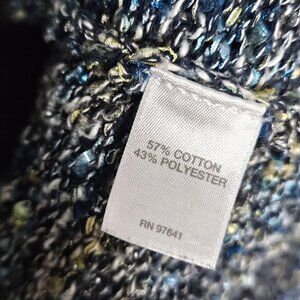 57% COTTON
43% POLYESTER
RN 97641